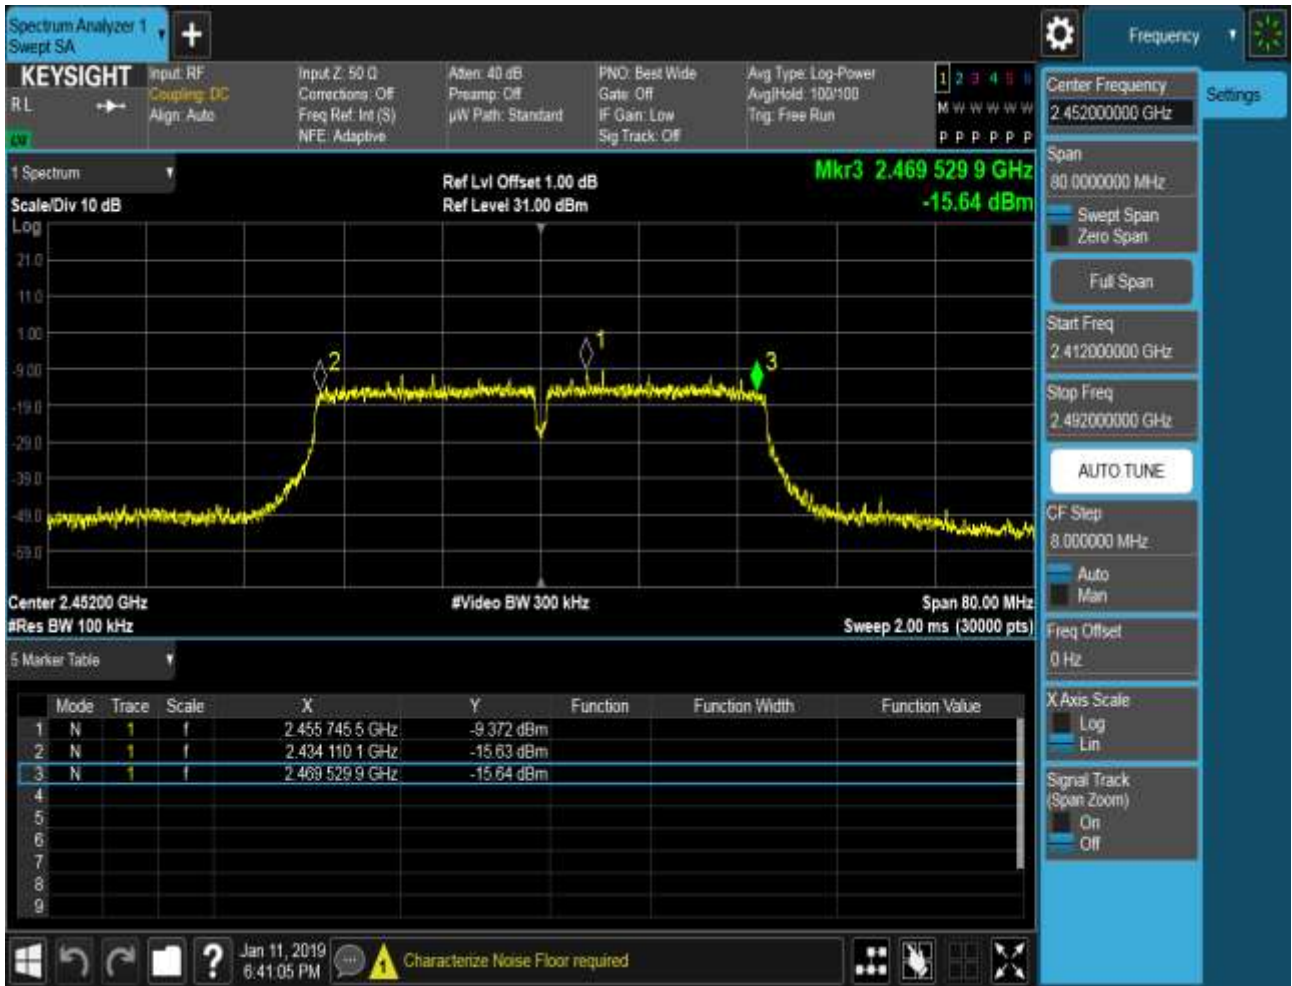 Spectrum Analyzer 1
Swept SA
Frequency
KEYSIGHT
R L
Input: RF
Coupling: DC
Align: Auto
Input Z: 50 Ω
Corrections: Off
Freq Ref: Int (S)
NFE: Adaptive
Atten: 40 dB
Preamp: Off
µW Path: Standard
PNO: Best Wide
Gate: Off
IF Gain: Low
Sig Track: Off
Avg Type: Log-Power
Avg|Hold: 100/100
Trig: Free Run
1 2 3 4 5 6
M W W W W W
P P P P P P
1 Spectrum
Scale/Div 10 dB
Ref Lvl Offset 1.00 dB
Ref Level 31.00 dBm
Mkr3 2.469 529 9 GHz
-15.64 dBm
Log
21.0
11.0
1.00
-9.00
-19.0
-29.0
-39.0
-49.0
-59.0
2
1
3
Center 2.45200 GHz
#Video BW 300 kHz
Span 80.00 MHz
#Res BW 100 kHz
Sweep 2.00 ms (30000 pts)
5 Marker Table
Mode Trace Scale X Y Function Function Width Function Value
1 N 1 f 2.455 745 5 GHz -9.372 dBm
2 N 1 f 2.434 110 1 GHz -15.63 dBm
3 N 1 f 2.469 529 9 GHz -15.64 dBm
4
5
6
7
8
9
Jan 11, 2019
6:41:05 PM
Characterize Noise Floor required
Settings
Center Frequency
2.452000000 GHz
Span
80.0000000 MHz
Swept Span
Zero Span
Full Span
Start Freq
2.412000000 GHz
Stop Freq
2.492000000 GHz
AUTO TUNE
CF Step
8.000000 MHz
Auto
Man
Freq Offset
0 Hz
X Axis Scale
Log
Lin
Signal Track
(Span Zoom)
On
Off